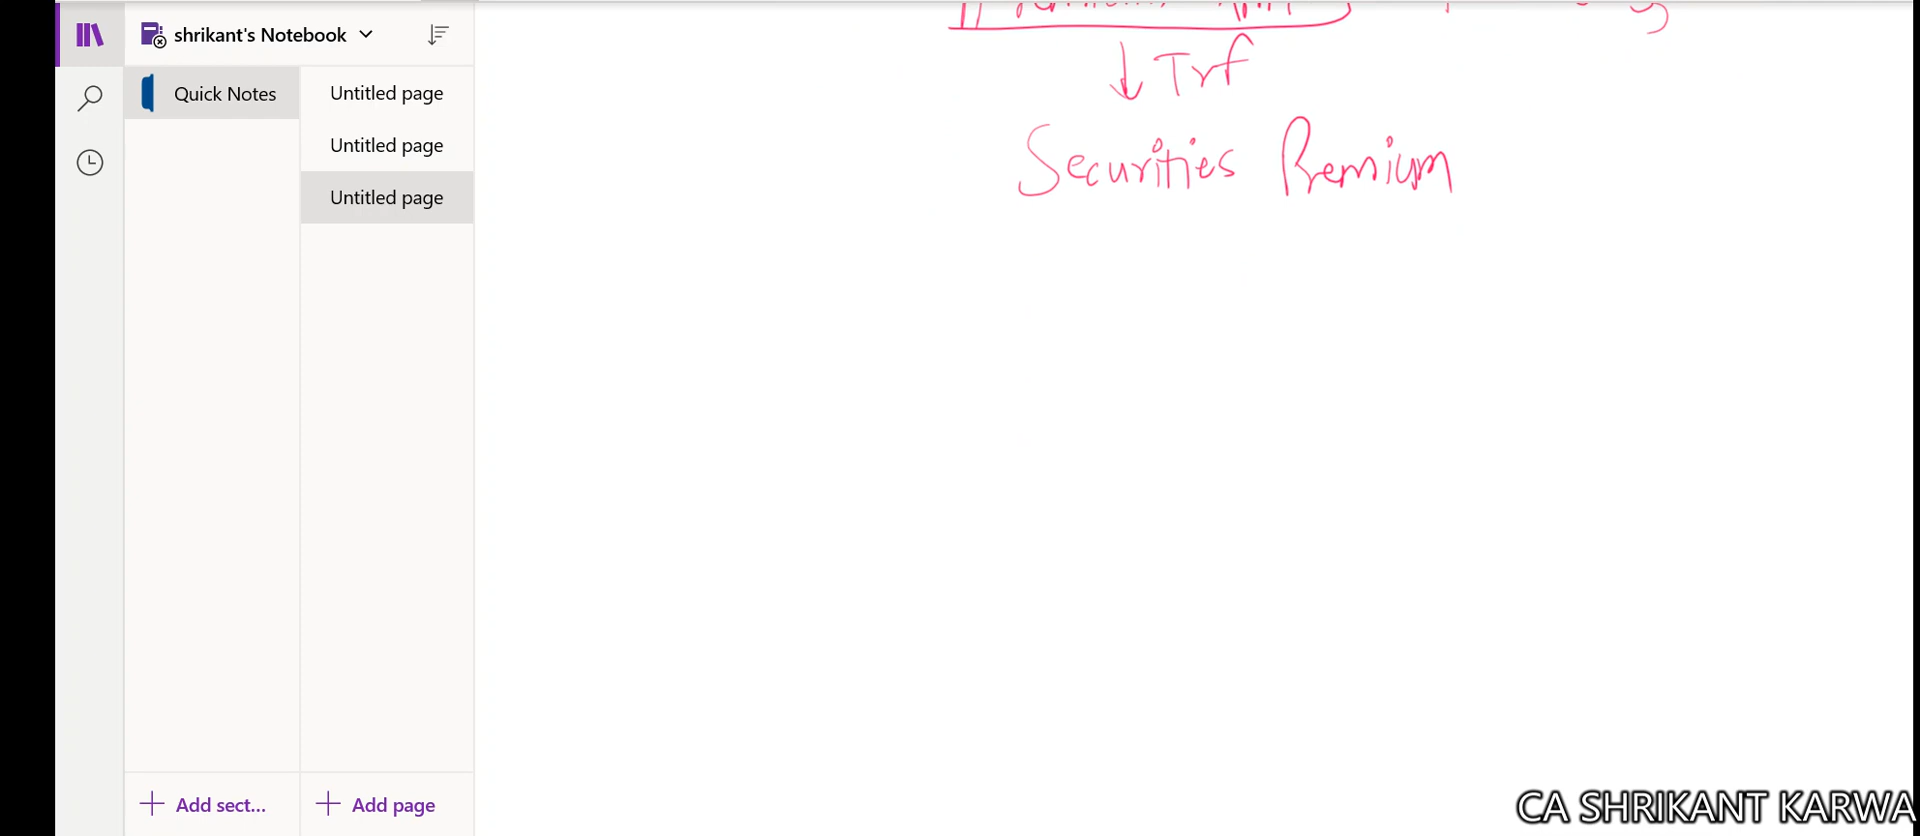 shrikant's Notebook
Quick Notes
Untitled page
Untitled page
Untitled page
Trf
Securities Premium
Add sect...
Add page
CA SHRIKANT KARWA